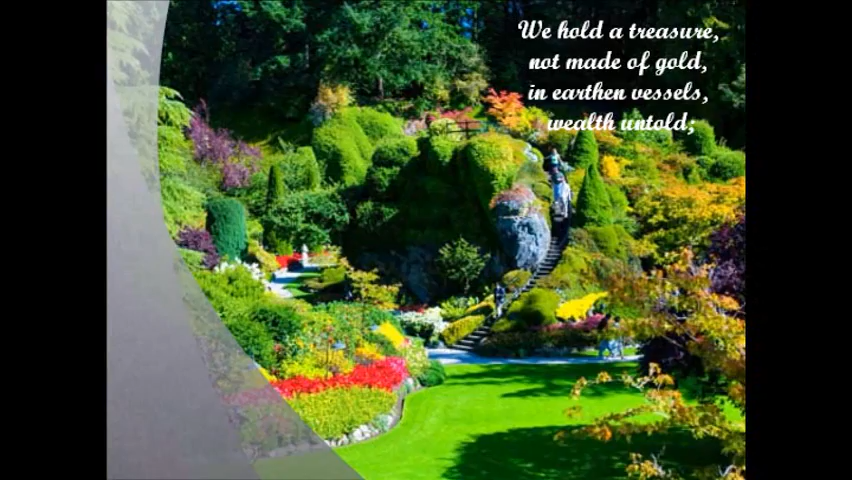 We hold a treasure,
not made of gold,
in earthen vessels,
wealth untold;